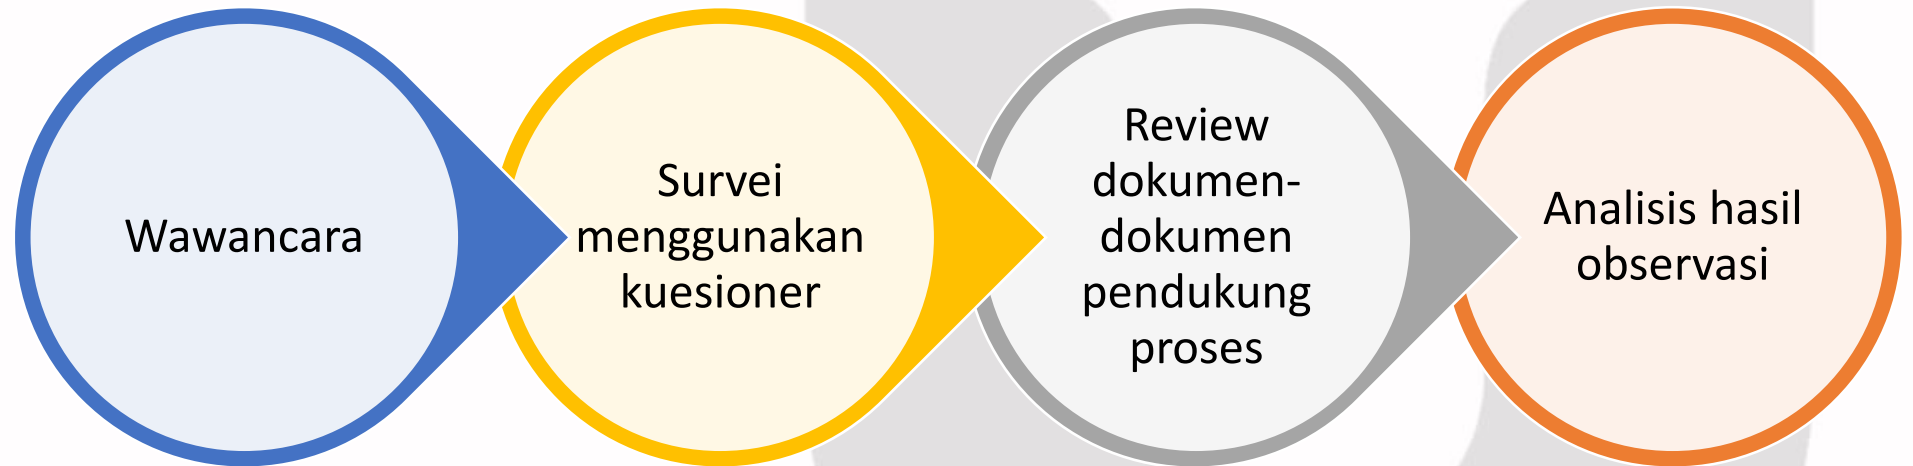 Wawancara
Survei
menggunakan
kuesioner
Review
dokumen-
dokumen
pendukung
proses
Analisis hasil
observasi